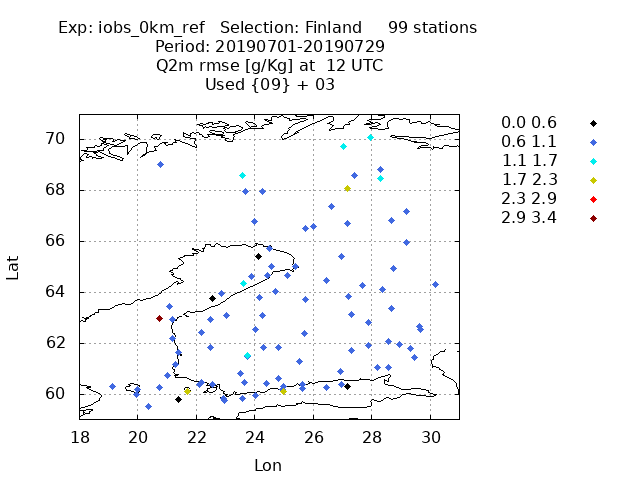 Exp: iobs_0km_ref   Selection: Finland     99 stations
Period: 20190701-20190729
Q2m rmse [g/Kg] at  12 UTC
Used {09} + 03
0.0 0.6
0.6 1.1
1.1 1.7
1.7 2.3
2.3 2.9
2.9 3.4
70
68
66
64
62
60
Lat
18 20 22 24 26 28 30
Lon